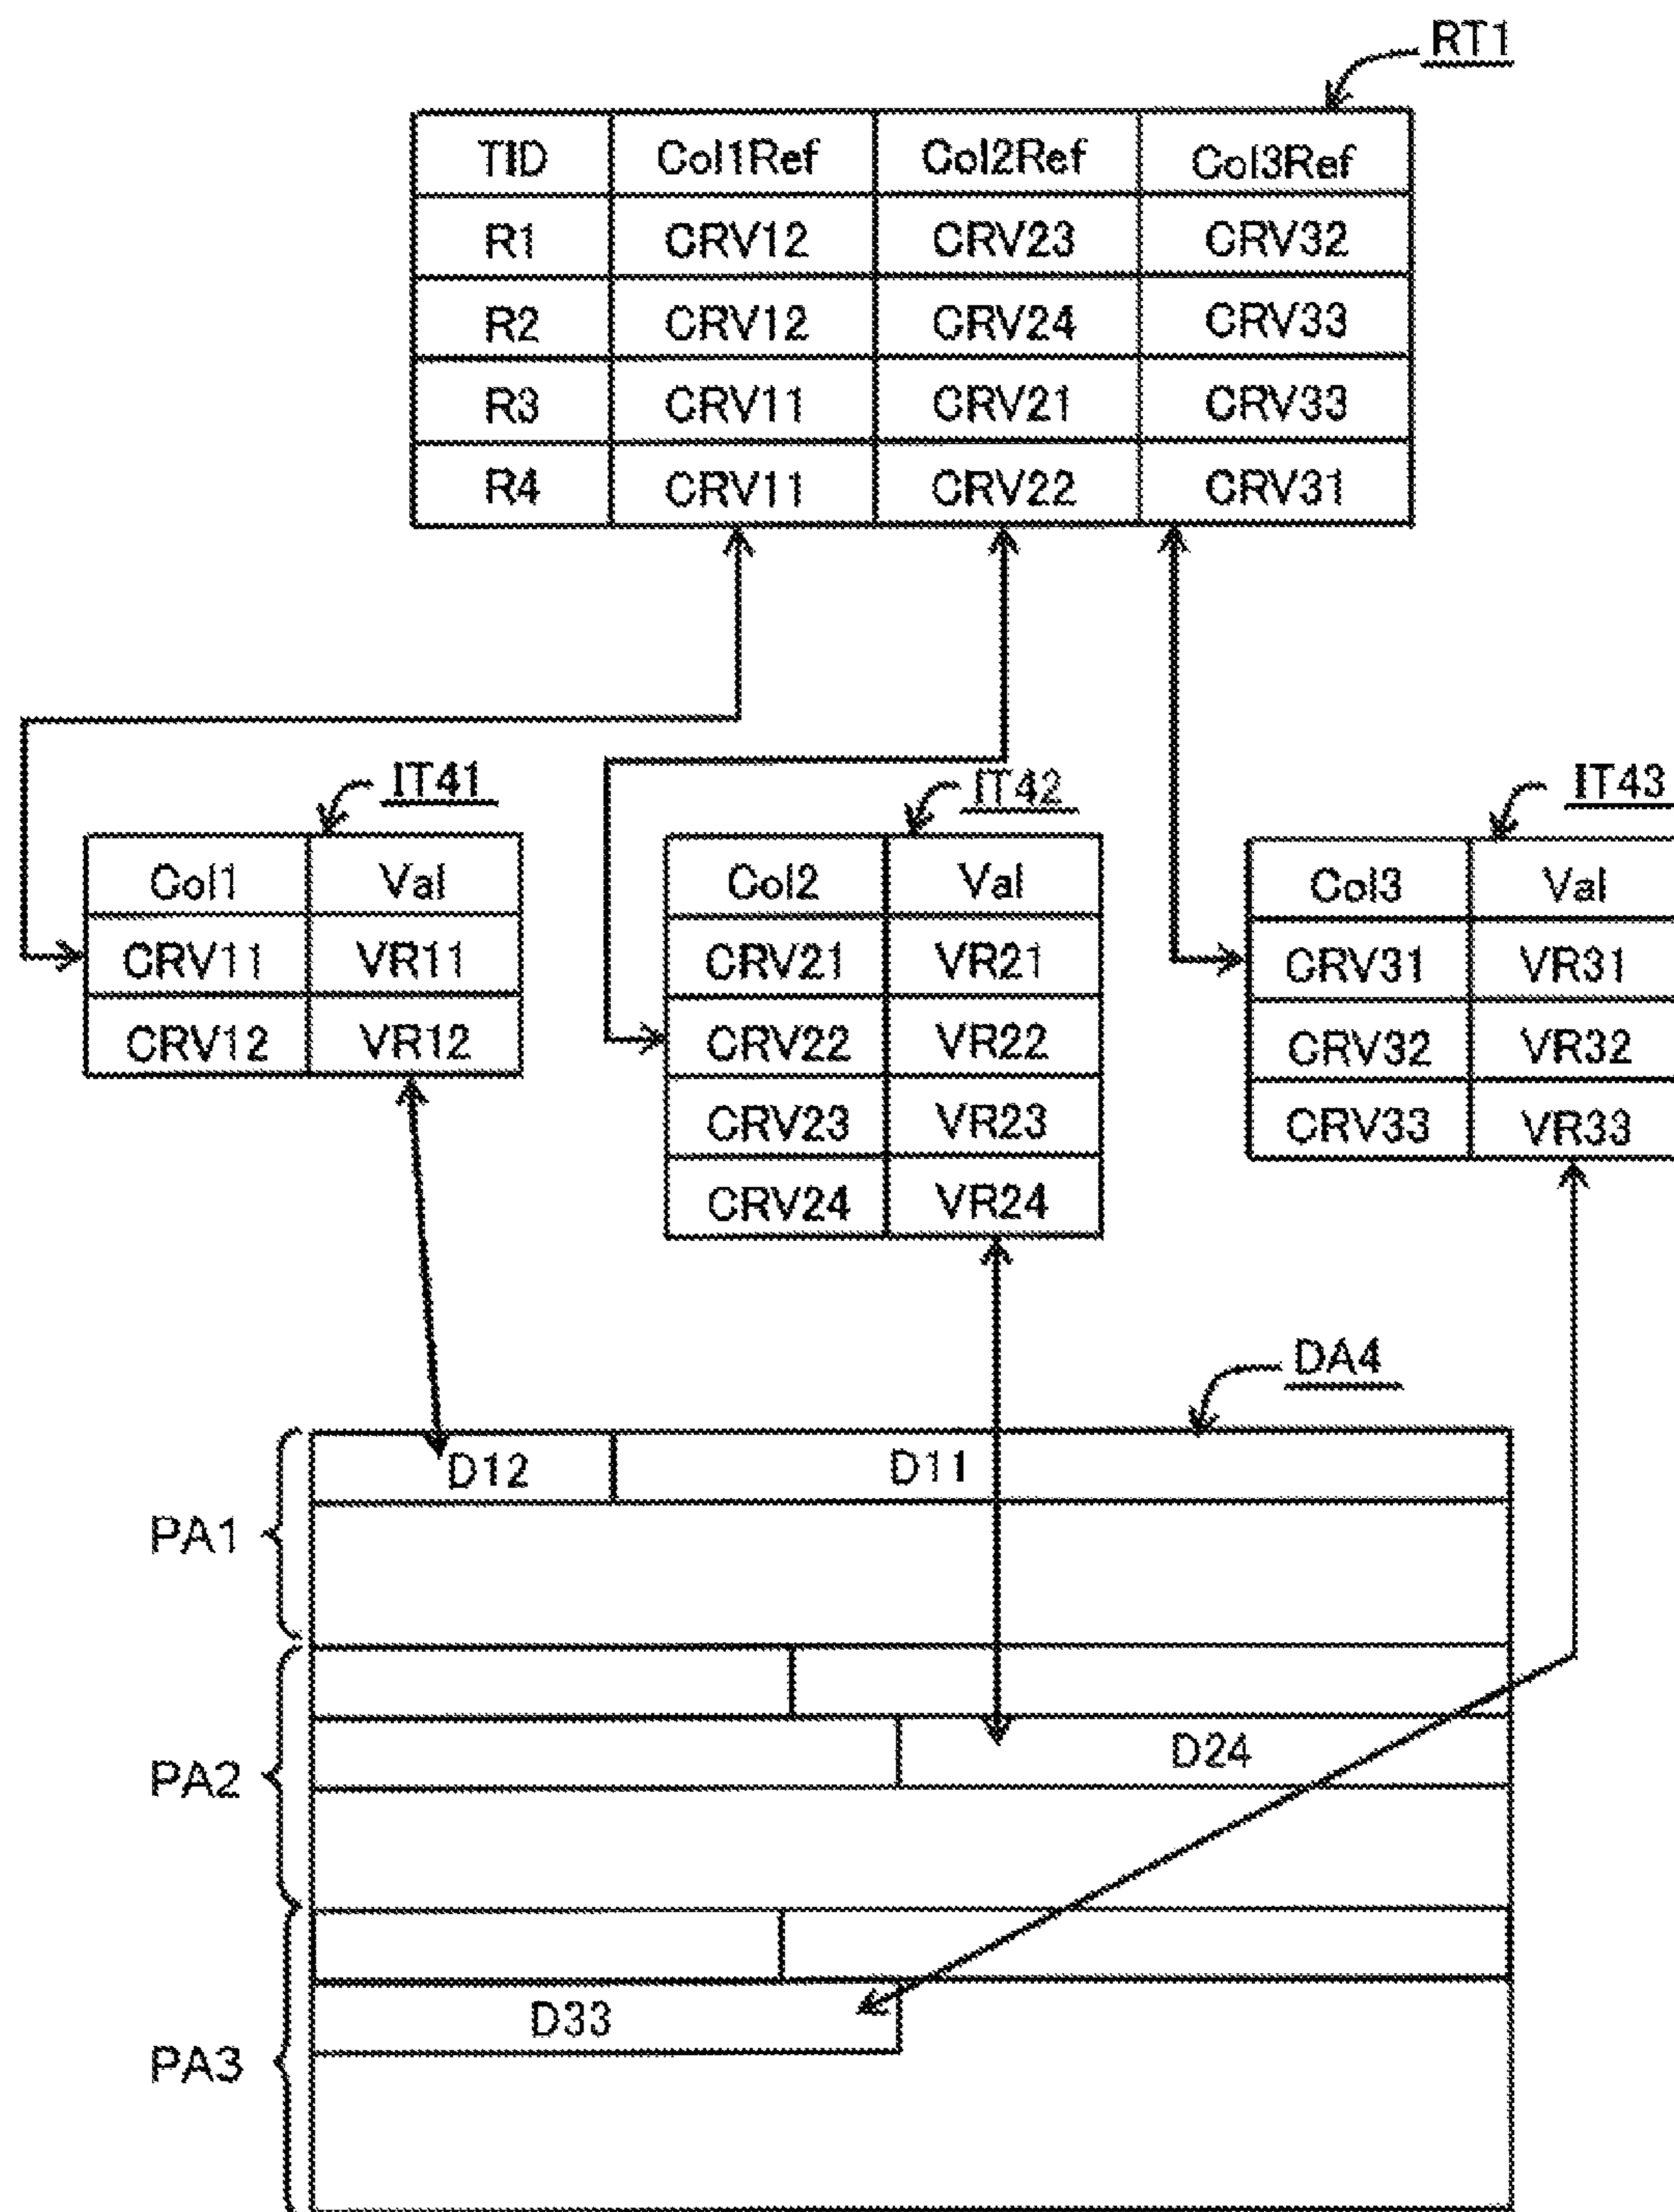 RT1
TID Col1Ref Col2Ref Col3Ref
R1 CRV12 CRV23 CRV32
R2 CRV12 CRV24 CRV33
R3 CRV11 CRV21 CRV33
R4 CRV11 CRV22 CRV31
IT41
Col1 Val
CRV11 VR11
CRV12 VR12
IT42
Col2 Val
CRV21 VR21
CRV22 VR22
CRV23 VR23
CRV24 VR24
IT43
Col3 Val
CRV31 VR31
CRV32 VR32
CRV33 VR33
DA4
D12 D11
PA1
D24
PA2
D33
PA3